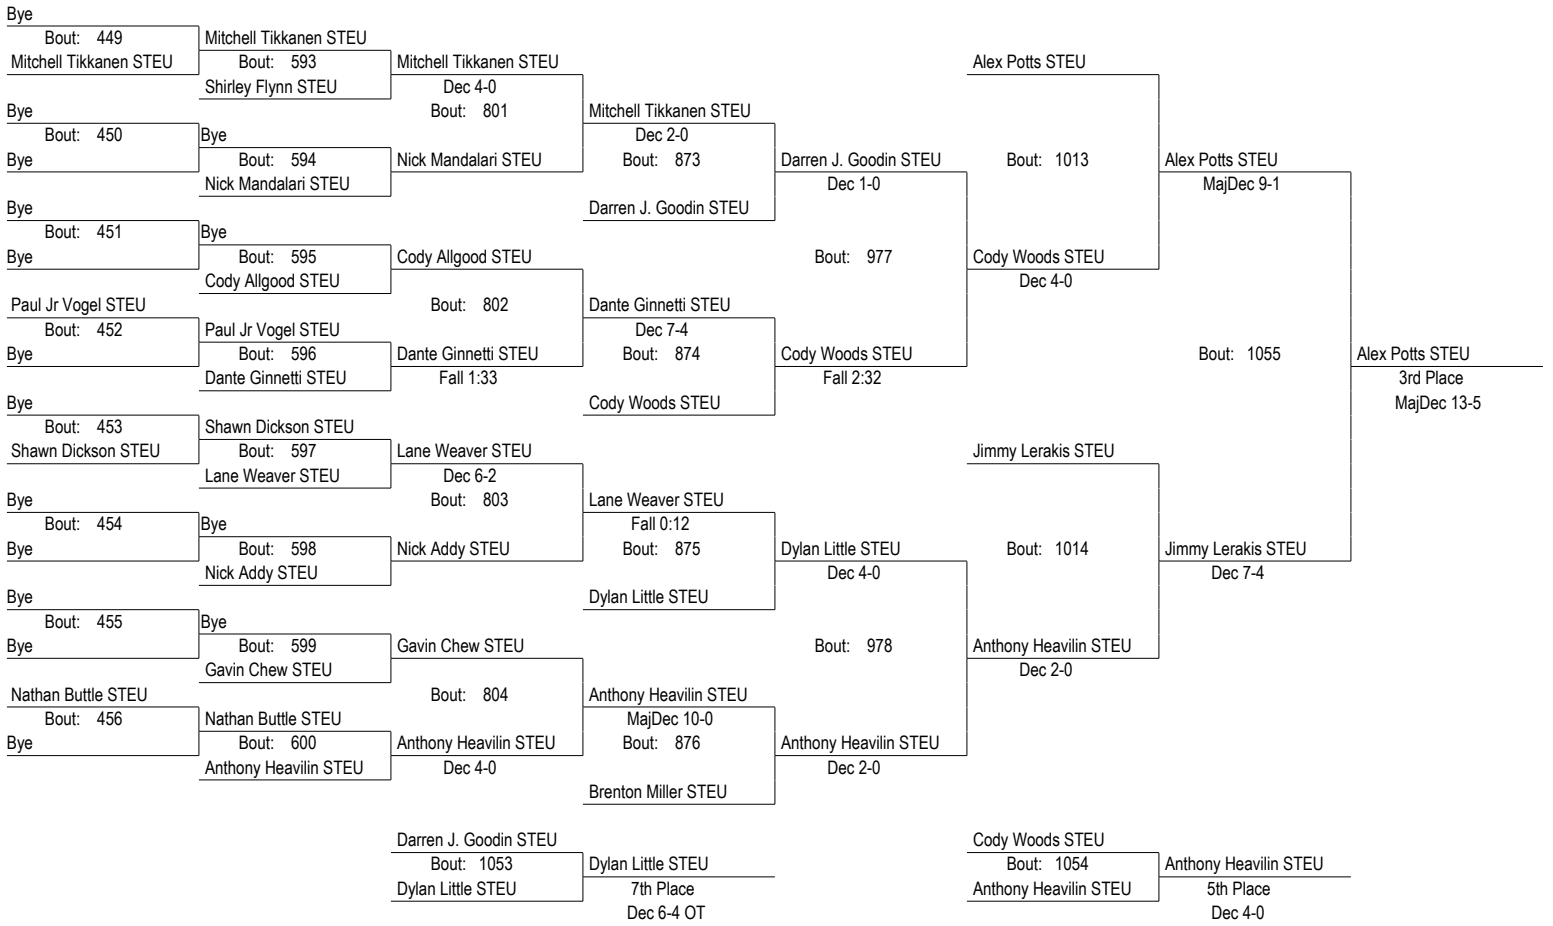 Bye
Bout: 449 Mitchell Tikkanen STEU
Mitchell Tikkanen STEU Bout: 593 Mitchell Tikkanen STEU Alex Potts STEU
Shirley Flynn STEU Dec 4-0
Bye Bout: 801 Mitchell Tikkanen STEU
Bout: 450 Bye Dec 2-0
Bye Bout: 594 Nick Mandalari STEU Bout: 873 Darren J. Goodin STEU Bout: 1013 Alex Potts STEU
Nick Mandalari STEU Dec 1-0 MajDec 9-1
Bye Darren J. Goodin STEU
Bout: 451 Bye
Bye Bout: 595 Cody Allgood STEU Bout: 977 Cody Woods STEU
Cody Allgood STEU Dec 4-0
Paul Jr Vogel STEU Bout: 802 Dante Ginnetti STEU
Bout: 452 Paul Jr Vogel STEU Dec 7-4
Bye Bout: 596 Dante Ginnetti STEU Bout: 874 Cody Woods STEU Bout: 1055 Alex Potts STEU
Dante Ginnetti STEU Fall 1:33 Fall 2:32 3rd Place
Bye Cody Woods STEU MajDec 13-5
Bout: 453 Shawn Dickson STEU
Shawn Dickson STEU Bout: 597 Lane Weaver STEU Jimmy Lerakis STEU
Lane Weaver STEU Dec 6-2
Bye Bout: 803 Lane Weaver STEU
Bout: 454 Bye Fall 0:12
Bye Bout: 598 Nick Addy STEU Bout: 875 Dylan Little STEU Bout: 1014 Jimmy Lerakis STEU
Nick Addy STEU Dec 4-0 Dec 7-4
Bye Dylan Little STEU
Bout: 455 Bye
Bye Bout: 599 Gavin Chew STEU Bout: 978 Anthony Heavilin STEU
Gavin Chew STEU Dec 2-0
Nathan Buttle STEU Bout: 804 Anthony Heavilin STEU
Bout: 456 Nathan Buttle STEU MajDec 10-0
Bye Bout: 600 Anthony Heavilin STEU Bout: 876 Anthony Heavilin STEU
Anthony Heavilin STEU Dec 4-0 Dec 2-0
Brenton Miller STEU
Darren J. Goodin STEU Cody Woods STEU
Bout: 1053 Dylan Little STEU Bout: 1054 Anthony Heavilin STEU
Dylan Little STEU 7th Place Anthony Heavilin STEU 5th Place
Dec 6-4 OT Dec 4-0